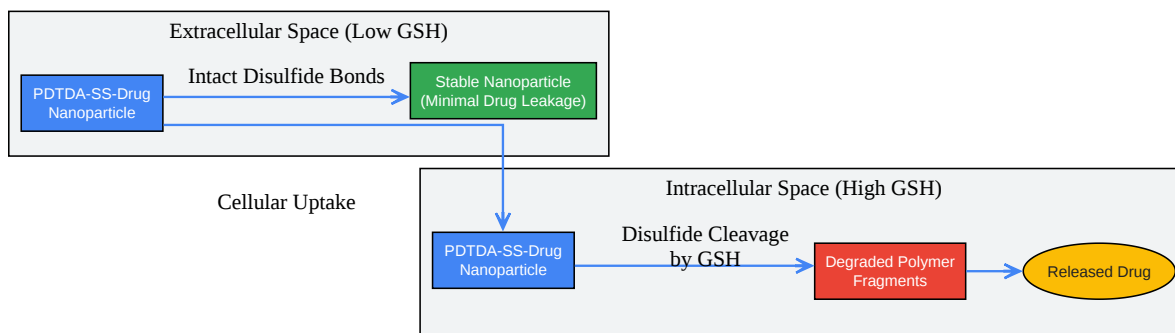 Extracellular Space (Low GSH)
Intact Disulfide Bonds
PDTDA-SS-Drug
Nanoparticle
Stable Nanoparticle
(Minimal Drug Leakage)
Cellular Uptake
Intracellular Space (High GSH)
PDTDA-SS-Drug
Nanoparticle
Disulfide Cleavage
by GSH
Degraded Polymer
Fragments
Released Drug